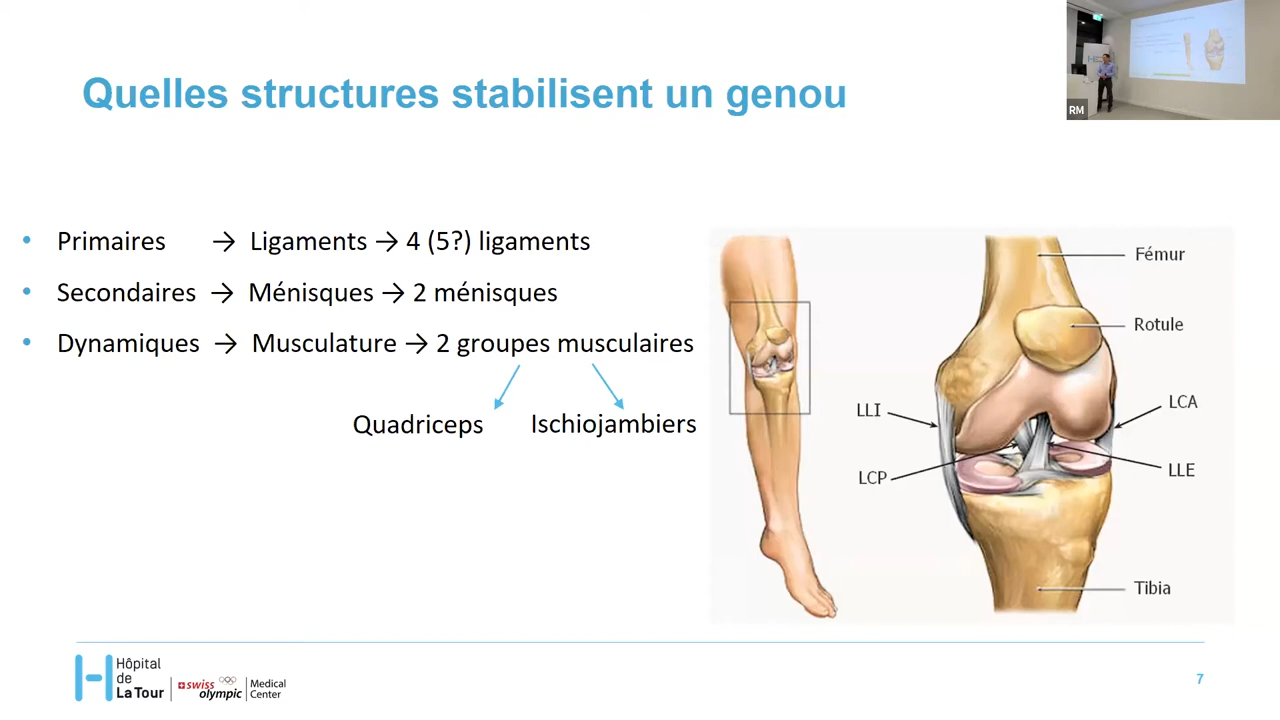 Quelles structures stabilisent un genou
RM
• Primaires → Ligaments → 4 (5?) ligaments
• Secondaires → Ménisques → 2 ménisques
• Dynamiques → Musculature → 2 groupes musculaires
Quadriceps Ischiojambiers
Fémur
Rotule
LLI
LCA
LCP
LLE
Tibia
Hôpital
de
La Tour
swiss
olympic
Medical
Center
7